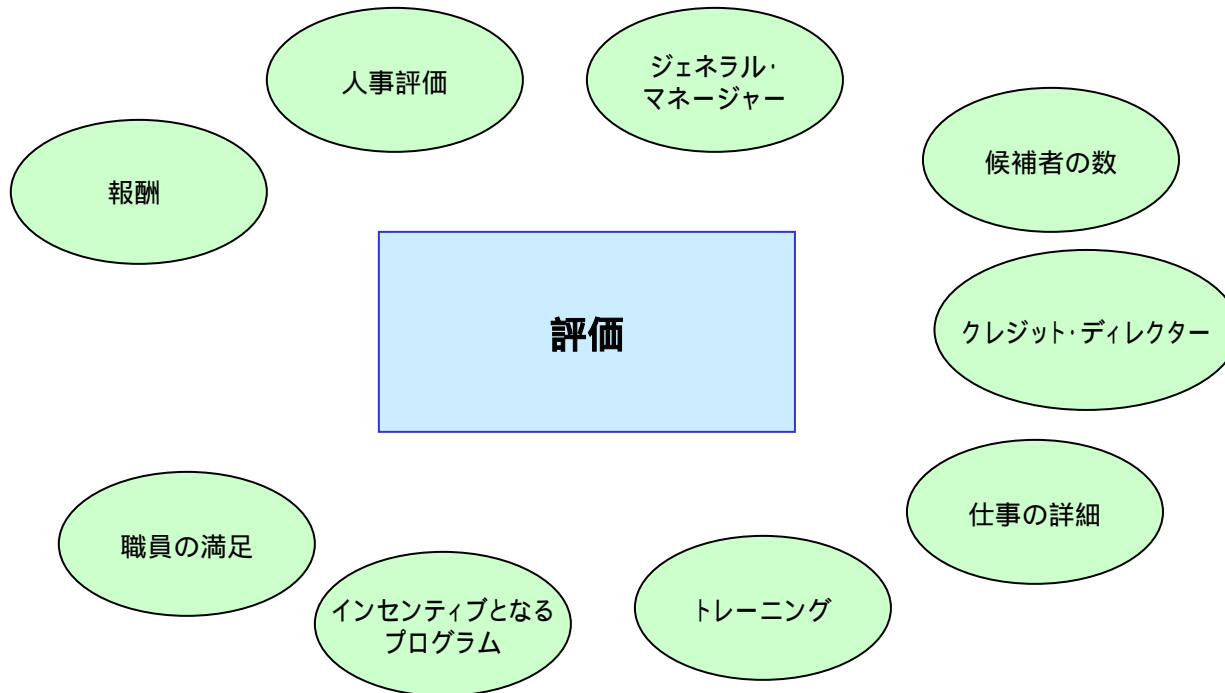 人事評価
ジェネラル・
マネージャー
候補者の数
報酬
評価
クレジット・ディレクター
仕事の詳細
職員の満足
インセンティブとなる
プログラム
トレーニング